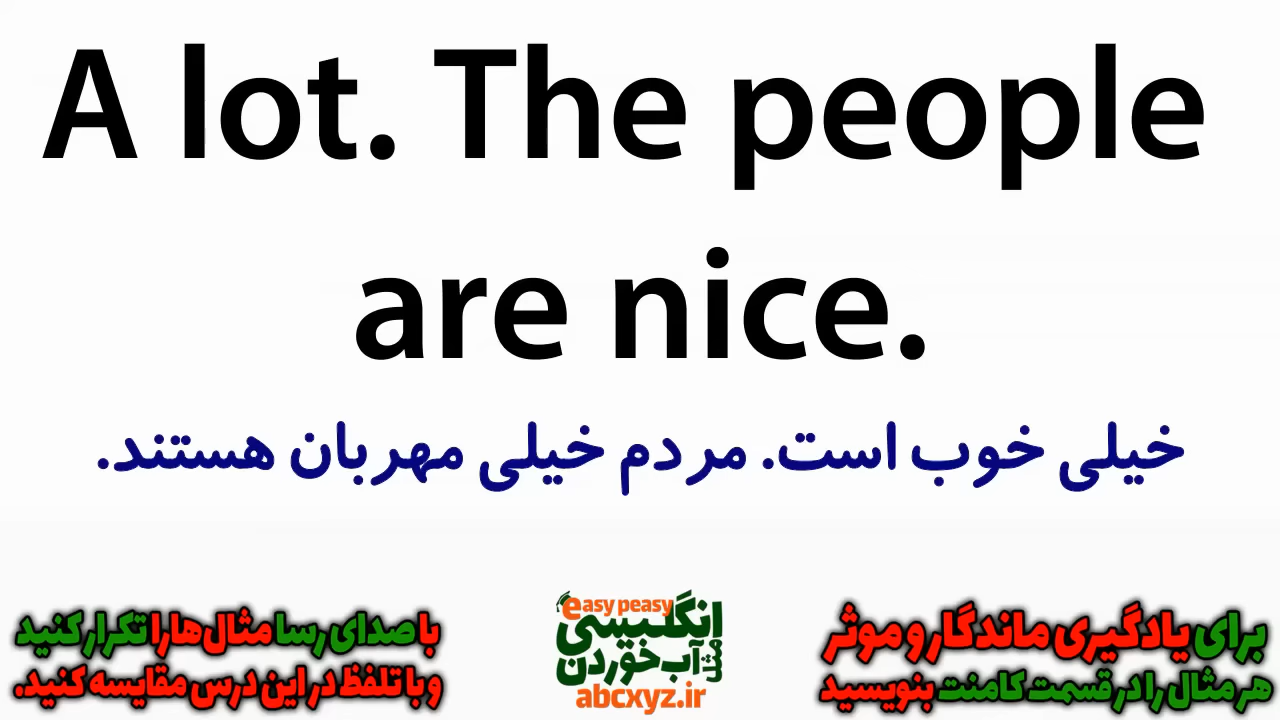 A lot. The people
are nice.
خیلی خوب است. مردم خیلی مهربان هستند.
برای یادگیری ماندگار و موثر
هر مثال را در قسمت کامنت بنویسید
easy peasy
انگلیسی
مثل آب خوردن
abcxyz.ir
با صدای رسا مثال‌ها را تکرار کنید
و با تلفظ در این درس مقایسه کنید.